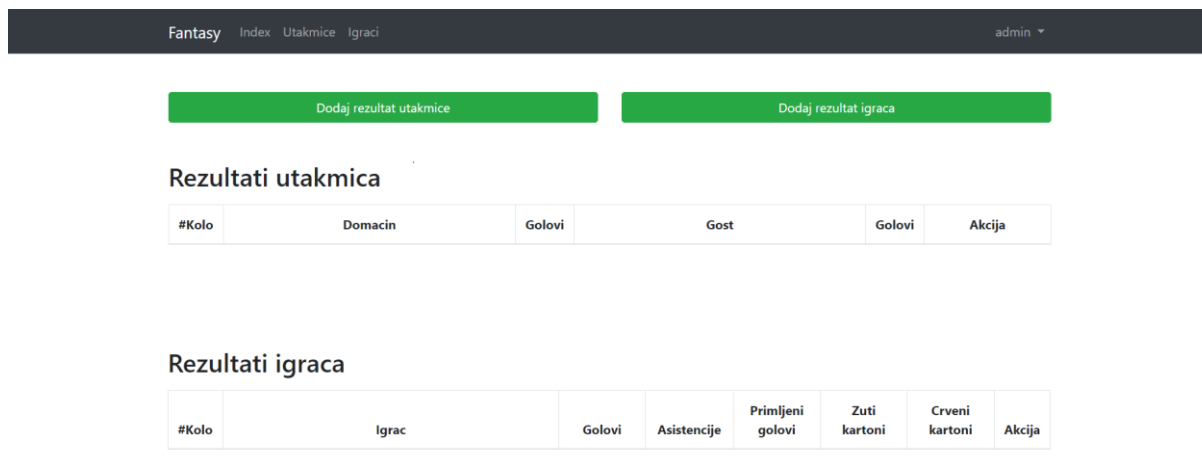 Fantasy Index Utakmice Igraci admin
Dodaj rezultat utakmice Dodaj rezultat igraca
Rezultati utakmica
#Kolo Domacin Golovi Gost Golovi Akcija
Rezultati igraca
#Kolo Igrac Golovi Asistencije Primljeni golovi Zuti kartoni Crveni kartoni Akcija